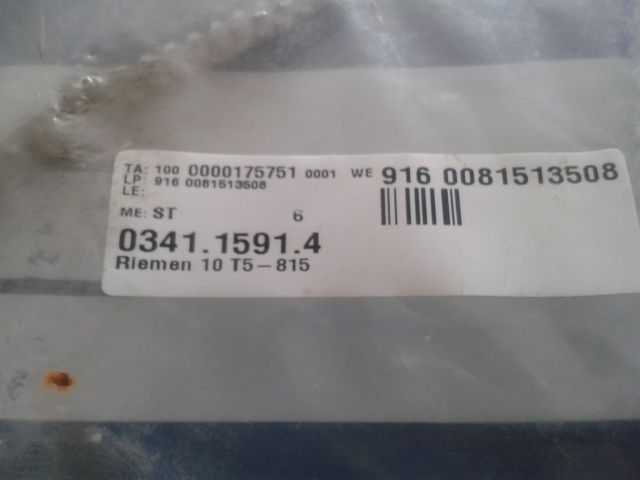 TA: 100 0000175751 0001 WE 916 0081513508
LP: 916 0081513508
LE:
ME: ST 6
0341.1591.4
Riemen 10 T5-815